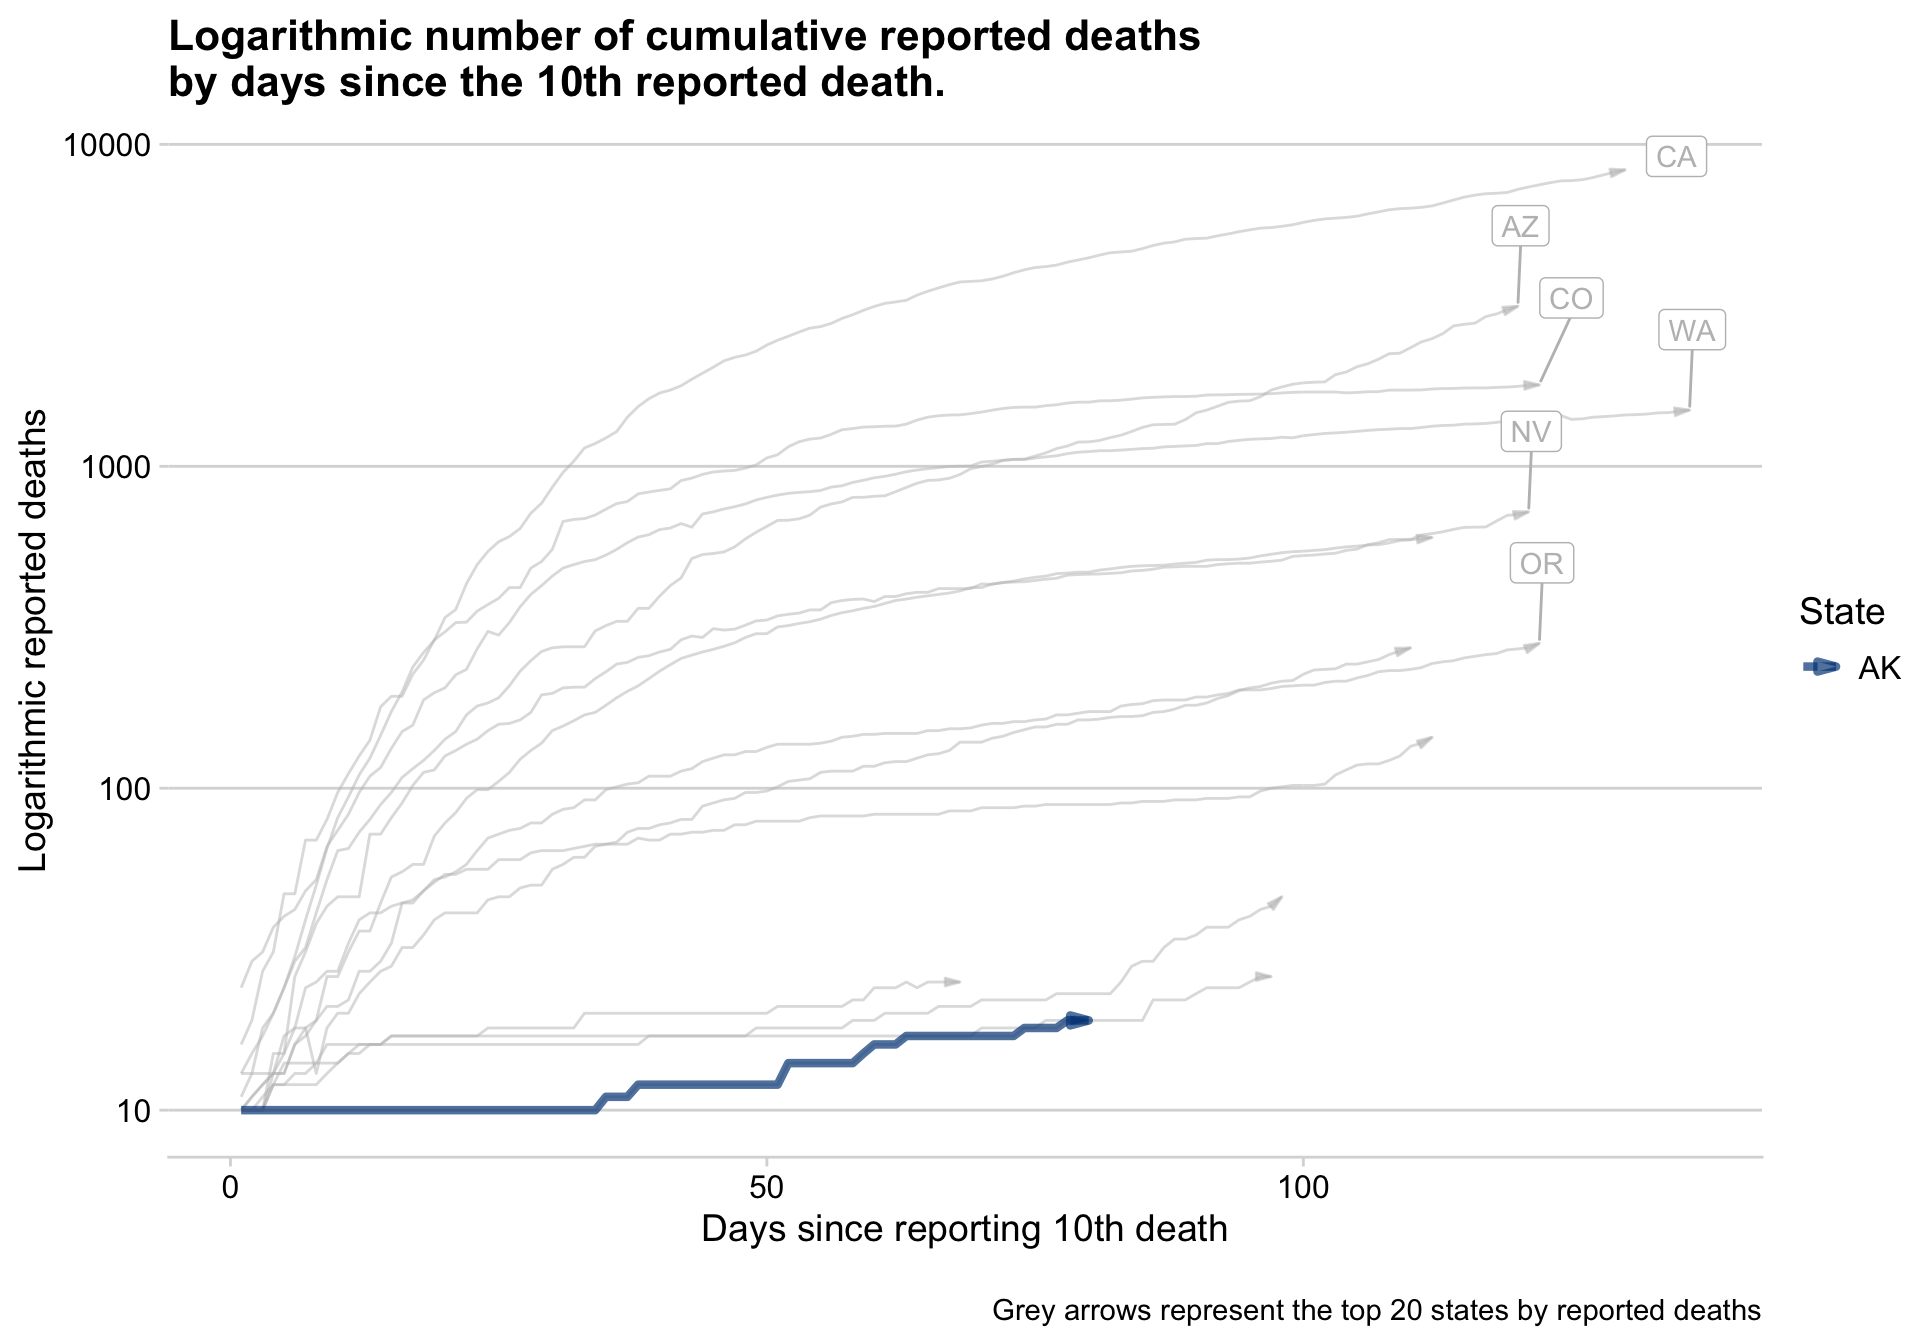 Logarithmic number of cumulative reported deaths
by days since the 10th reported death.
10000
1000
100
10
Logarithmic reported deaths
CA
AZ
CO
WA
NV
OR
State
AK
0
50
100
Days since reporting 10th death
Grey arrows represent the top 20 states by reported deaths